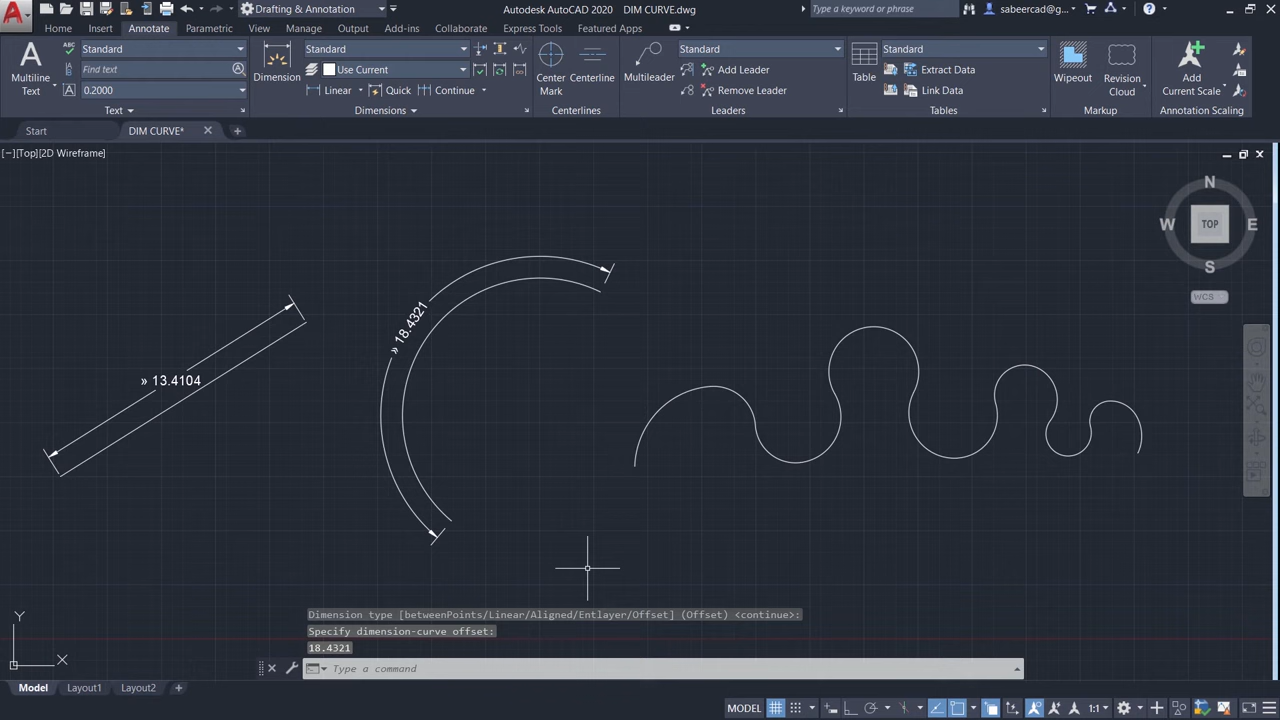 Drafting & Annotation
Autodesk AutoCAD 2020 DIM CURVE.dwg
Type a keyword or phrase
sabeercad@g...
Home Insert Annotate Parametric View Manage Output Add-ins Collaborate Express Tools Featured Apps
A
Multiline
Text
ABC
Standard
Find text
0.2000
Text
Dimension
Standard
Use Current
Linear
Quick
Continue
Dimensions
Center
Mark
Centerline
Centerlines
Multileader
Standard
Add Leader
Remove Leader
Leaders
Table
Standard
Extract Data
Link Data
Tables
Wipeout
Revision
Cloud
Markup
Add
Current Scale
Annotation Scaling
Start
DIM CURVE*
[−][Top][2D Wireframe]
N
W TOP E
S
WCS
» 18.4321
» 13.4104
Dimension type [betweenPoints/Linear/Aligned/Entlayer/Offset] (Offset) <continue>:
Specify dimension-curve offset:
18.4321
Type a command
Y
X
Model Layout1 Layout2
MODEL
1:1